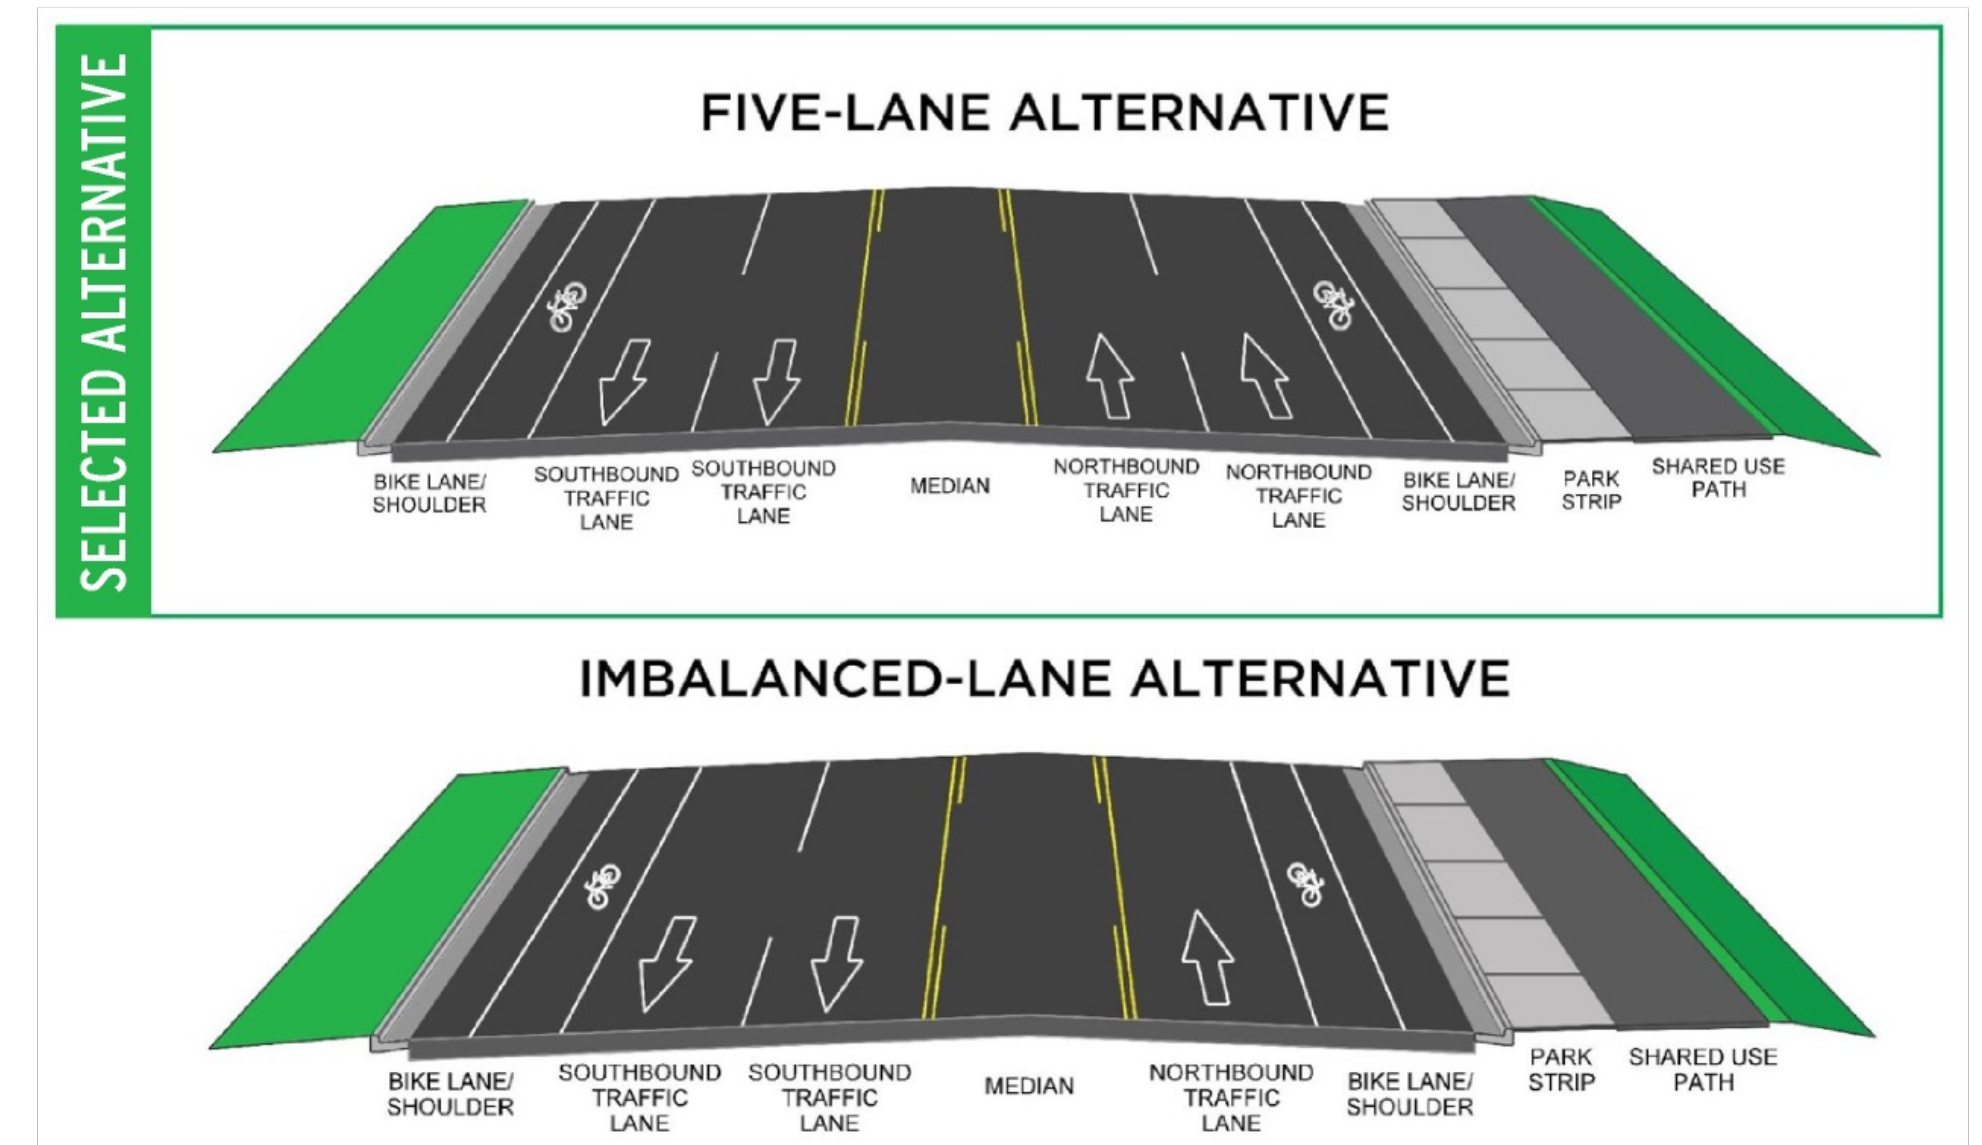 SELECTED ALTERNATIVE
FIVE-LANE ALTERNATIVE
BIKE LANE/
SHOULDER
SOUTHBOUND
TRAFFIC
LANE
SOUTHBOUND
TRAFFIC
LANE
MEDIAN
NORTHBOUND
TRAFFIC
LANE
NORTHBOUND
TRAFFIC
LANE
BIKE LANE/
SHOULDER
PARK
STRIP
SHARED USE
PATH
IMBALANCED-LANE ALTERNATIVE
BIKE LANE/
SHOULDER
SOUTHBOUND
TRAFFIC
LANE
SOUTHBOUND
TRAFFIC
LANE
MEDIAN
NORTHBOUND
TRAFFIC
LANE
BIKE LANE/
SHOULDER
PARK
STRIP
SHARED USE
PATH